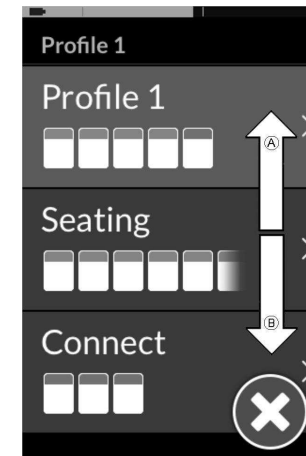 Profile 1
Profile 1
Ⓐ
Seating
Ⓑ
Connect